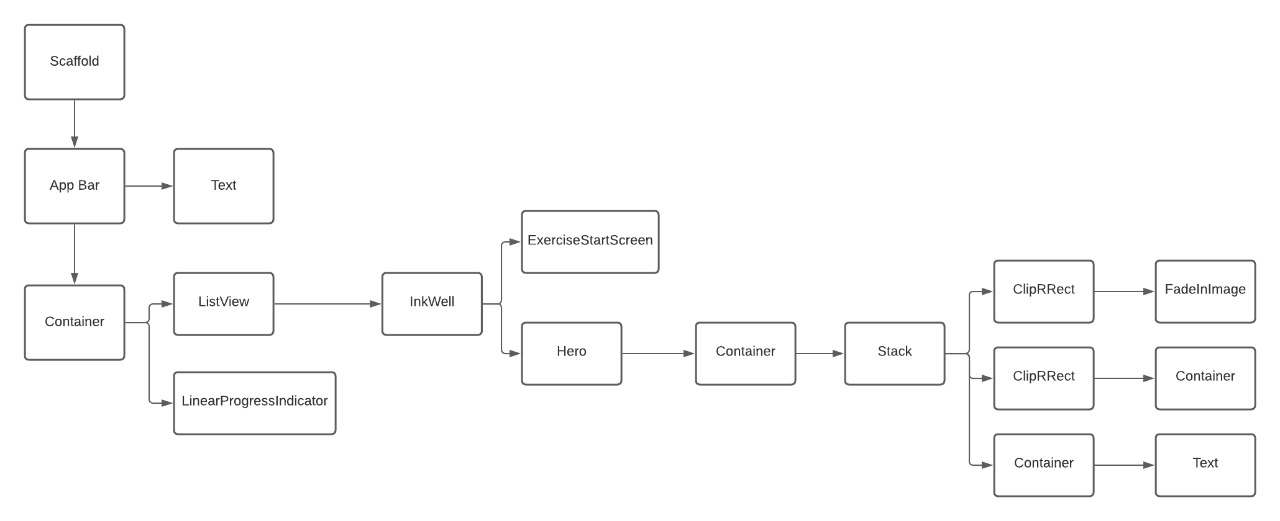 Scaffold
App Bar
Text
Container
ListView
LinearProgressIndicator
InkWell
ExerciseStartScreen
Hero
Container
Stack
ClipRRect
FadeInImage
ClipRRect
Container
Container
Text